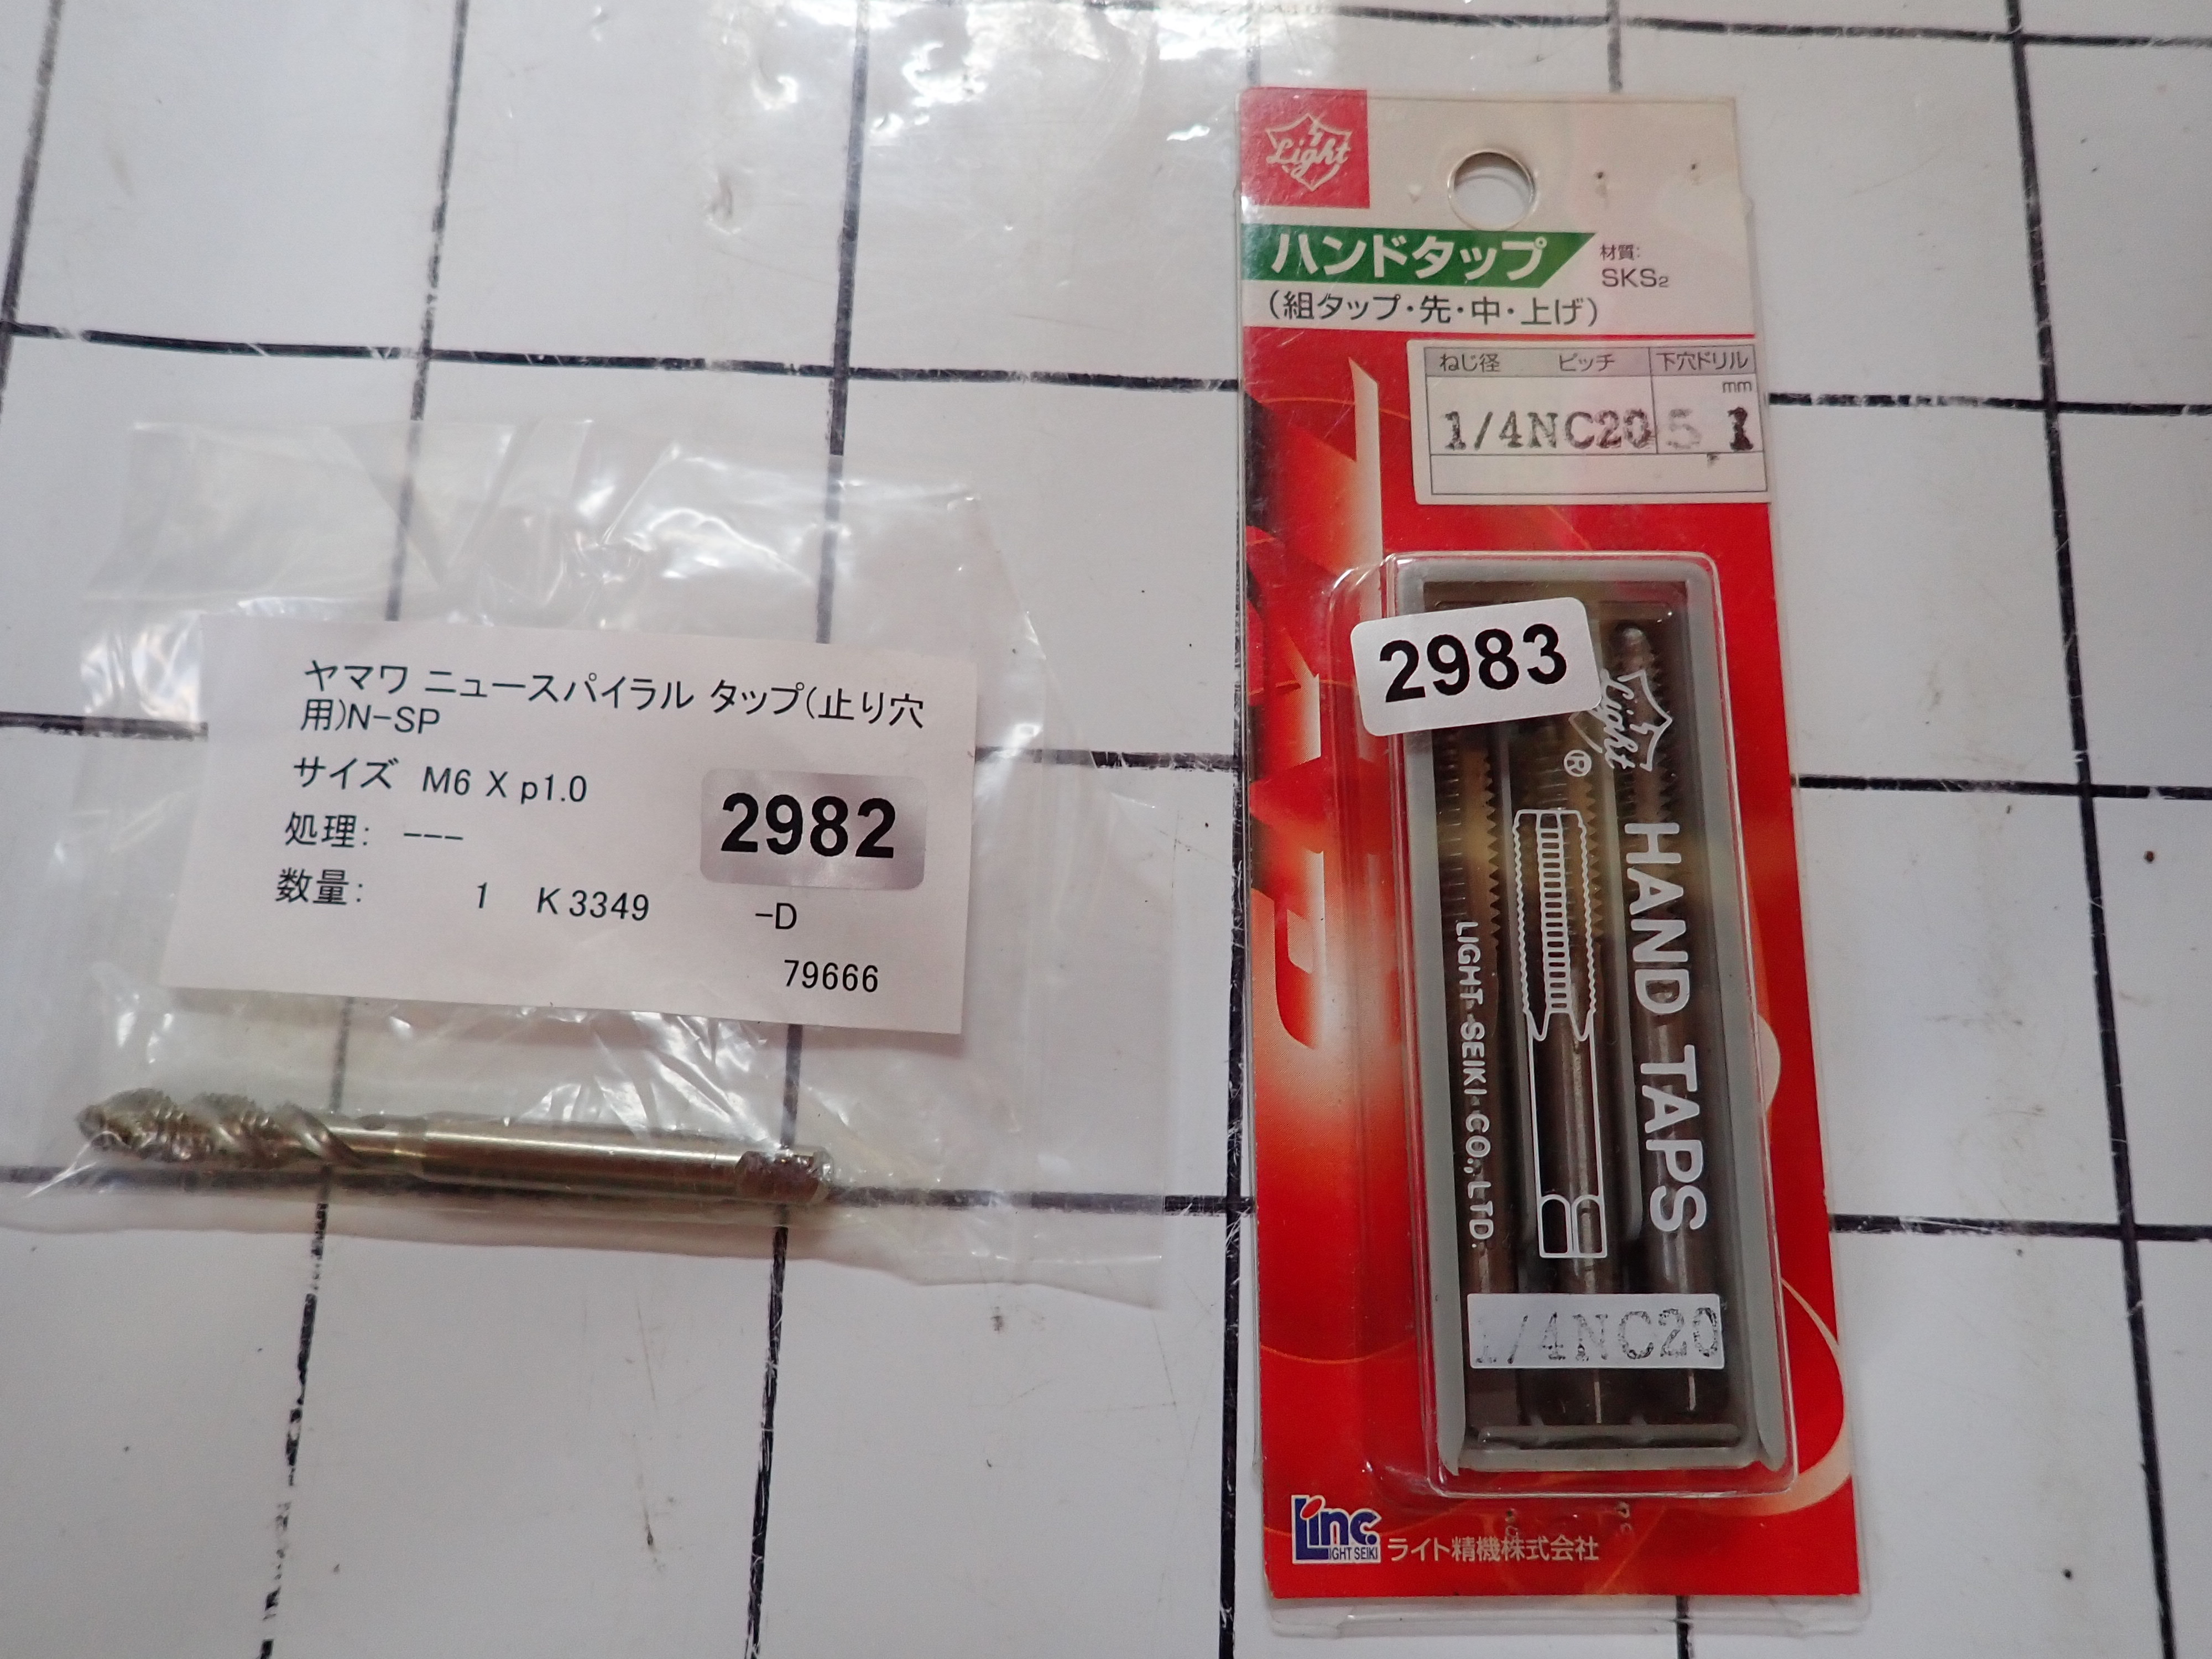 ヤマワ ニュースパイラル タップ(止り穴
用)N-SP
サイズ M6 X p1.0
処理: ---
数量: 1 K 3349 -D
79666
2982
Light
ハンドタップ
材質:
SKS2
(組タップ・先・中・上げ)
ねじ径 ピッチ 下穴ドリル
mm
1/4NC20 5 1
2983
Light
®
HAND TAPS
LIGHT SEIKI CO., LTD.
1/4NC20
Linc.
LIGHT SEIKI
ライト精機株式会社